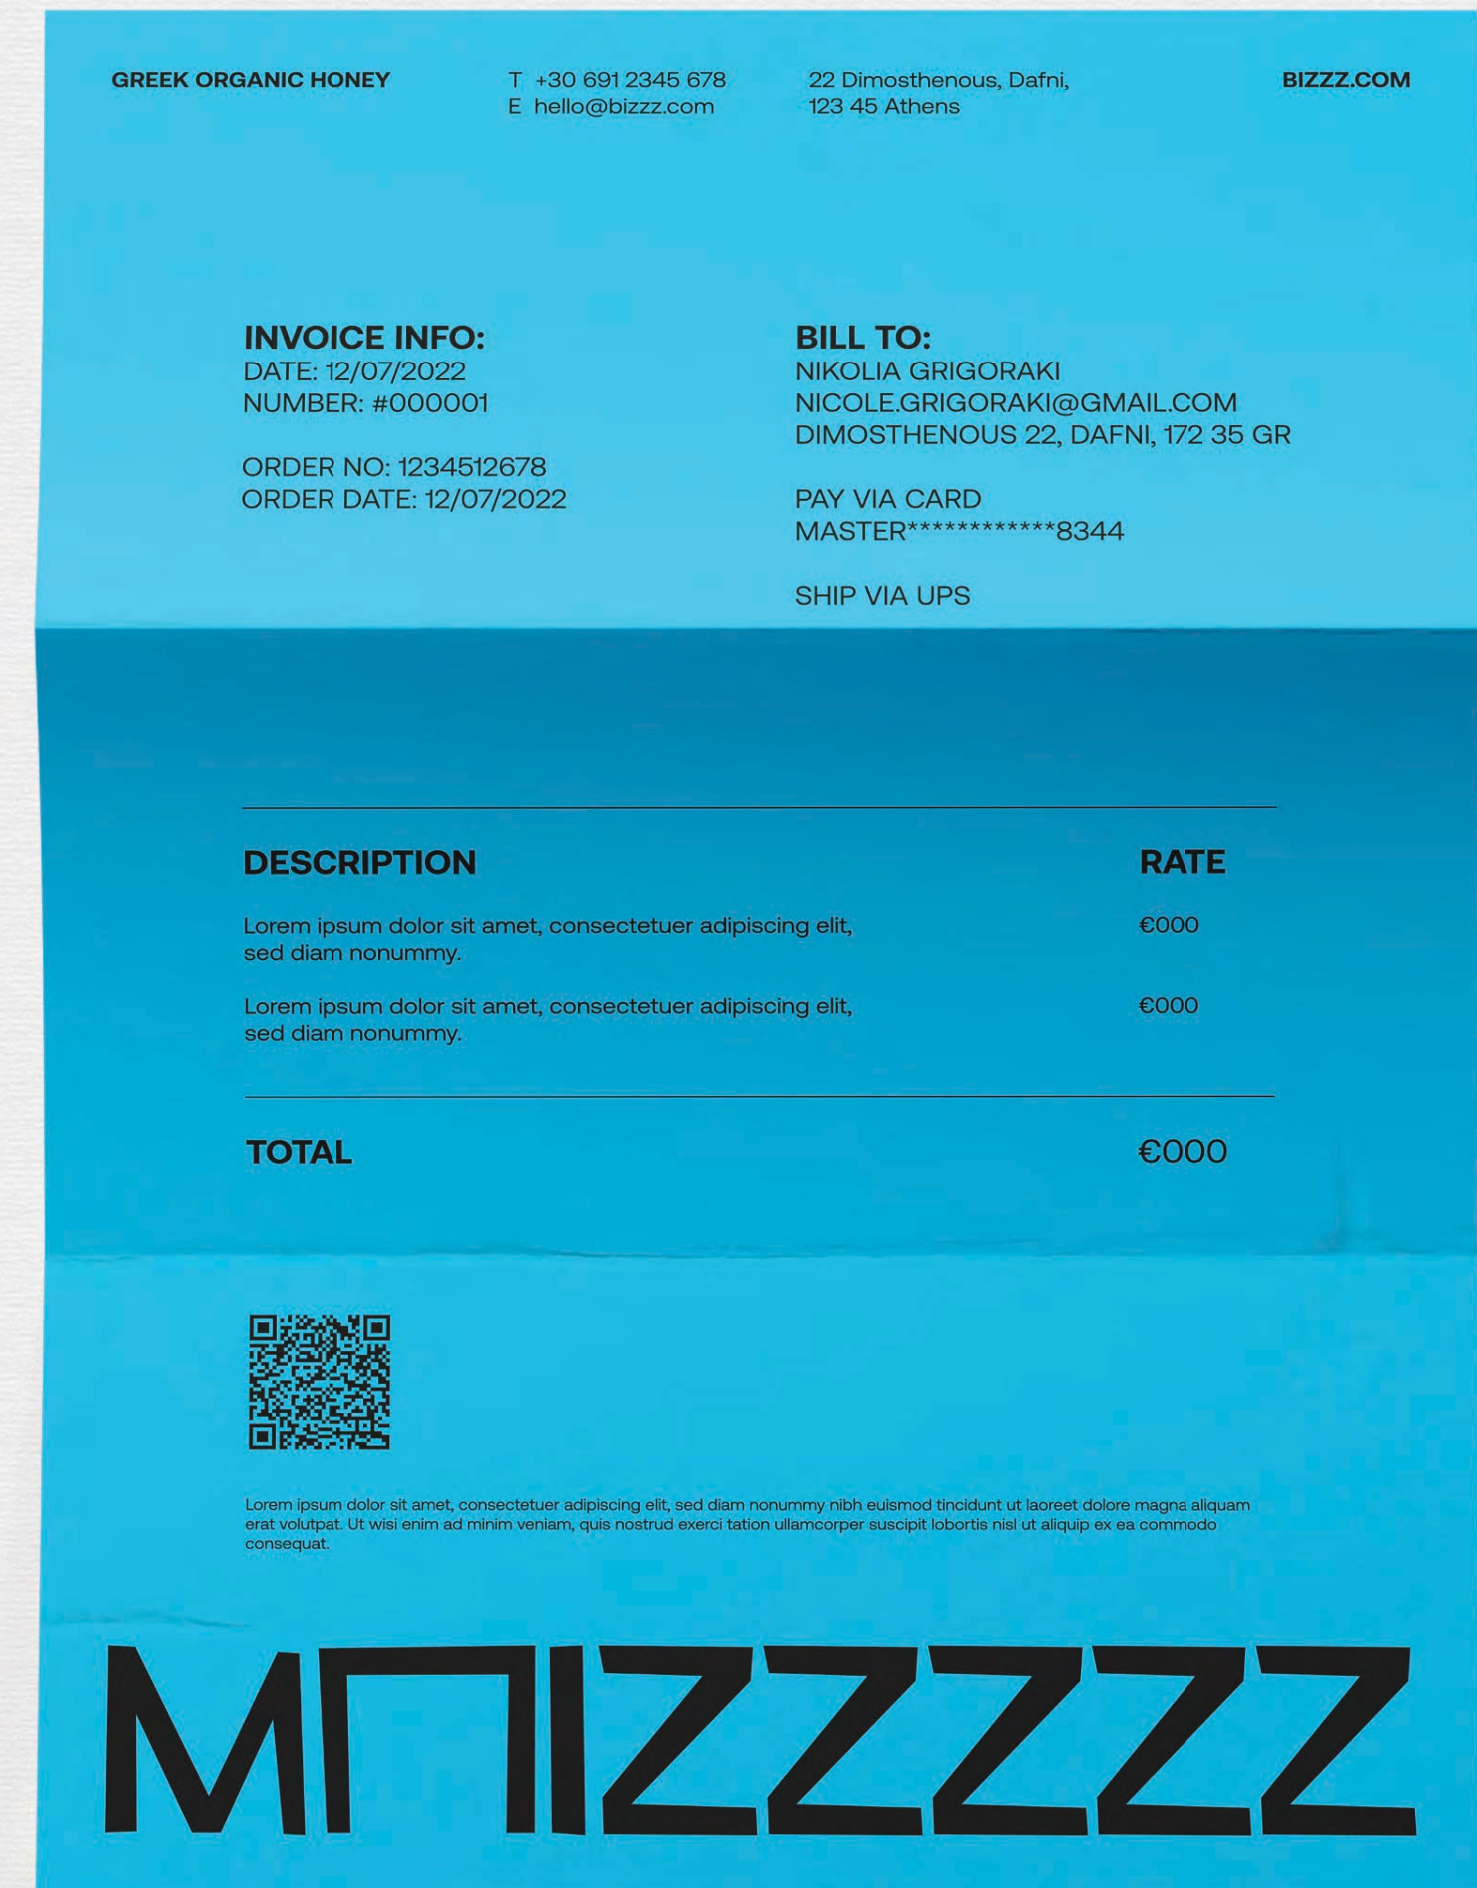 GREEK ORGANIC HONEY
T +30 691 2345 678
E hello@bizzz.com
22 Dimosthenous, Dafni,
123 45 Athens
BIZZZ.COM
INVOICE INFO:
DATE: 12/07/2022
NUMBER: #000001
ORDER NO: 1234512678
ORDER DATE: 12/07/2022
BILL TO:
NIKOLIA GRIGORAKI
NICOLE.GRIGORAKI@GMAIL.COM
DIMOSTHENOUS 22, DAFNI, 172 35 GR
PAY VIA CARD
MASTER************8344
SHIP VIA UPS
DESCRIPTION RATE
Lorem ipsum dolor sit amet, consectetuer adipiscing elit, €000
sed diam nonummy.
Lorem ipsum dolor sit amet, consectetuer adipiscing elit, €000
sed diam nonummy.
TOTAL €000
Lorem ipsum dolor sit amet, consectetuer adipiscing elit, sed diam nonummy nibh euismod tincidunt ut laoreet dolore magna aliquam
erat volutpat. Ut wisi enim ad minim veniam, quis nostrud exerci tation ullamcorper suscipit lobortis nisl ut aliquip ex ea commodo
consequat.
ΜΠΙΖΖΖΖΖ